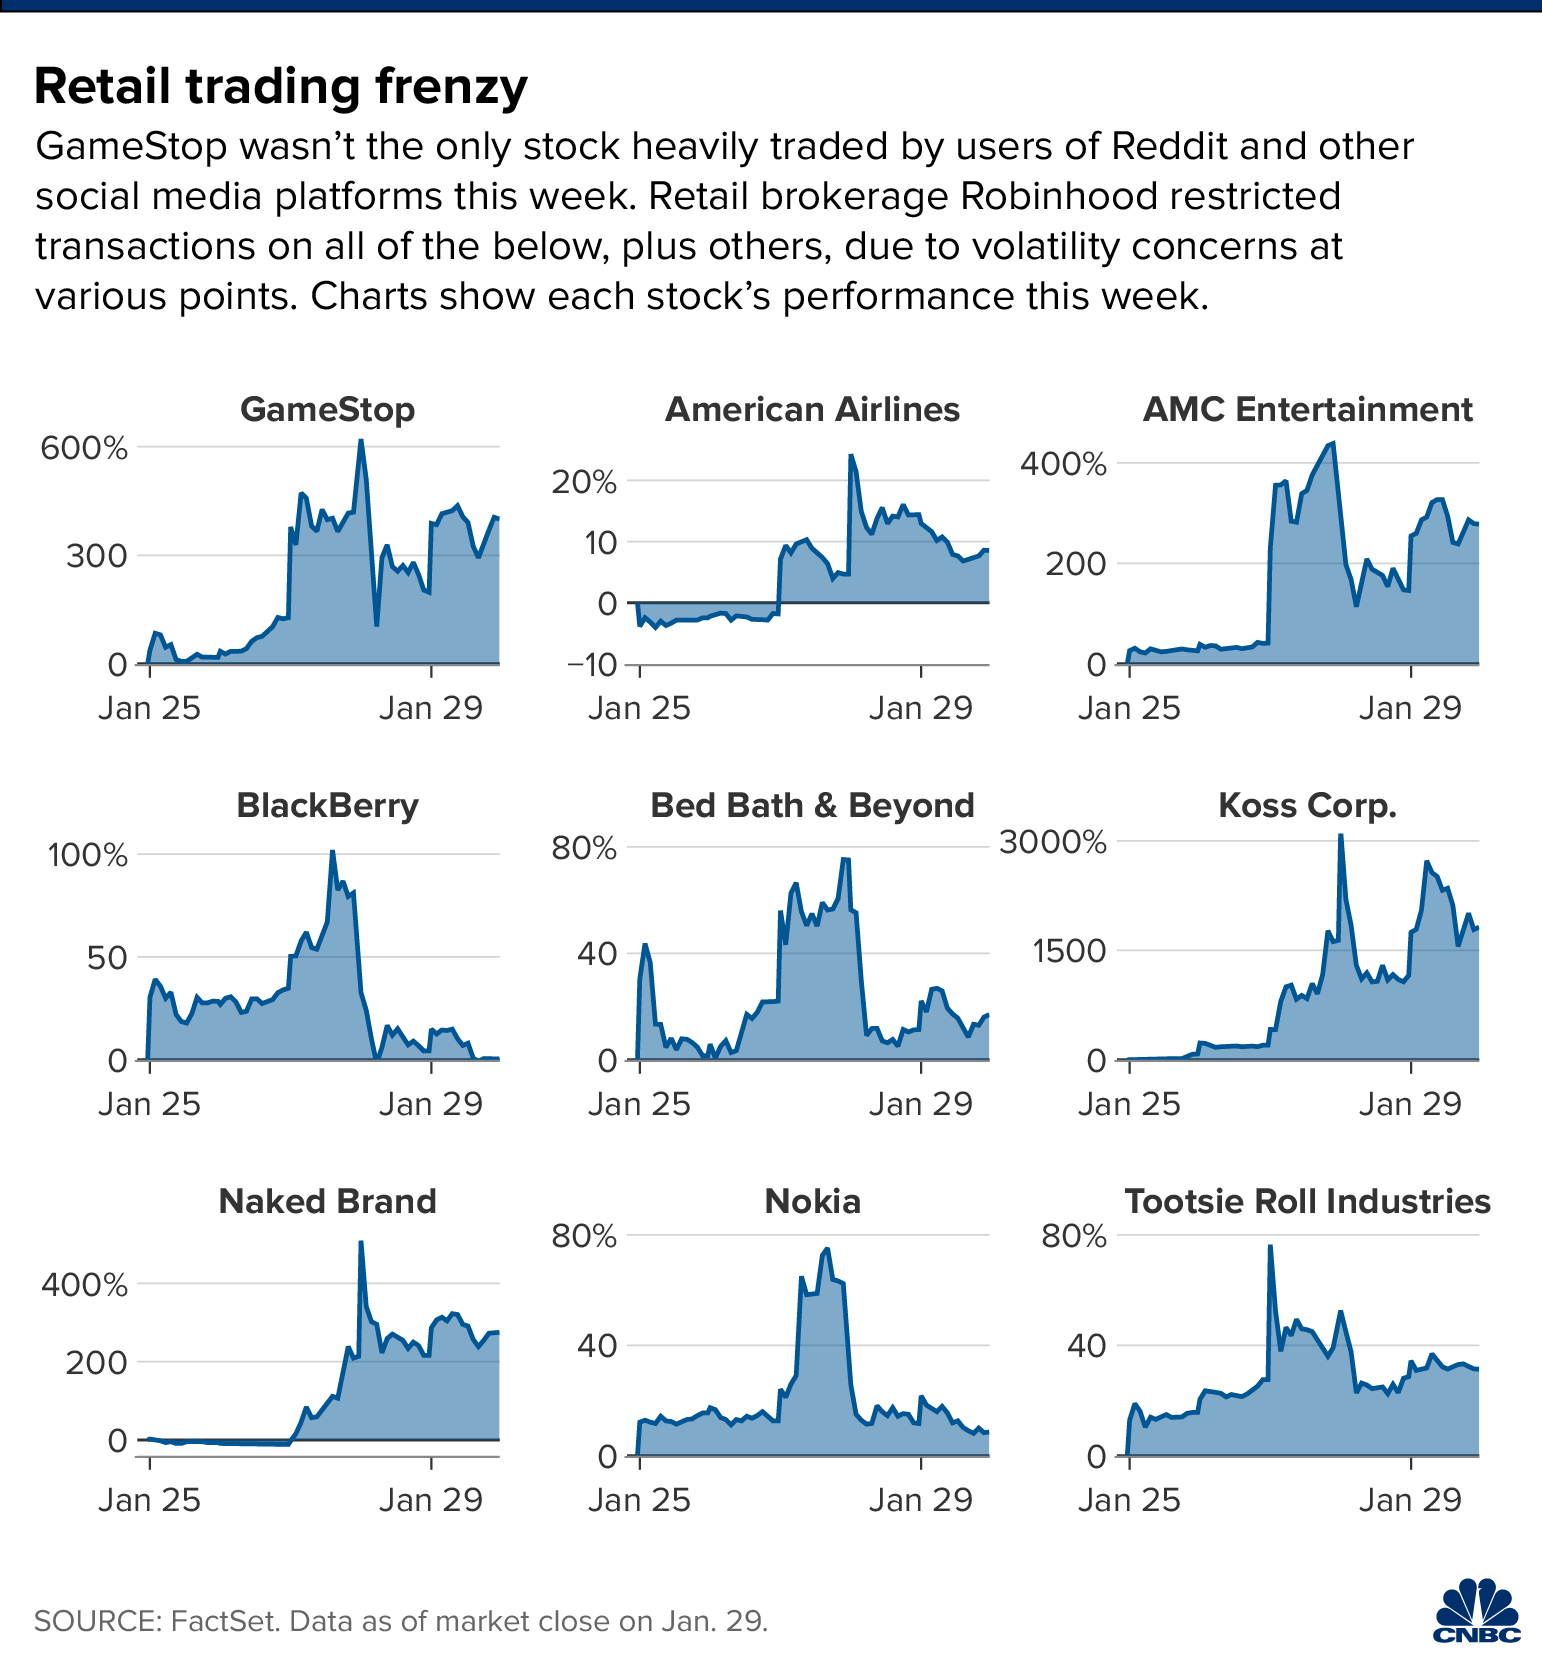 Retail trading frenzy
GameStop wasn’t the only stock heavily traded by users of Reddit and other
social media platforms this week. Retail brokerage Robinhood restricted
transactions on all of the below, plus others, due to volatility concerns at
various points. Charts show each stock’s performance this week.
GameStop
600%
300
0
Jan 25 Jan 29
American Airlines
20%
10
0
−10
Jan 25 Jan 29
AMC Entertainment
400%
200
0
Jan 25 Jan 29
BlackBerry
100%
50
0
Jan 25 Jan 29
Bed Bath & Beyond
80%
40
0
Jan 25 Jan 29
Koss Corp.
3000%
1500
0
Jan 25 Jan 29
Naked Brand
400%
200
0
Jan 25 Jan 29
Nokia
80%
40
0
Jan 25 Jan 29
Tootsie Roll Industries
80%
40
0
Jan 25 Jan 29
SOURCE: FactSet. Data as of market close on Jan. 29.
CNBC